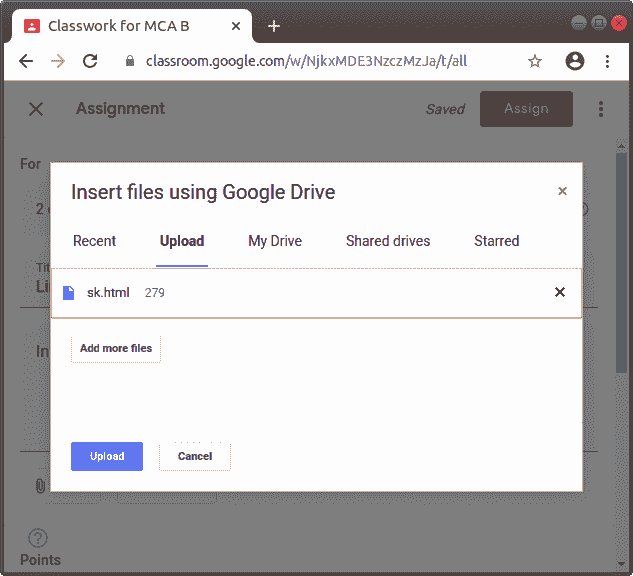 Classwork for MCA B
classroom.google.com/w/NjkxMDE3NzczMzJa/t/all
Assignment Saved Assign
For
2
Insert files using Google Drive
Recent Upload My Drive Shared drives Starred
Tit
Li
sk.html 279
In
Add more files
Upload Cancel
Points